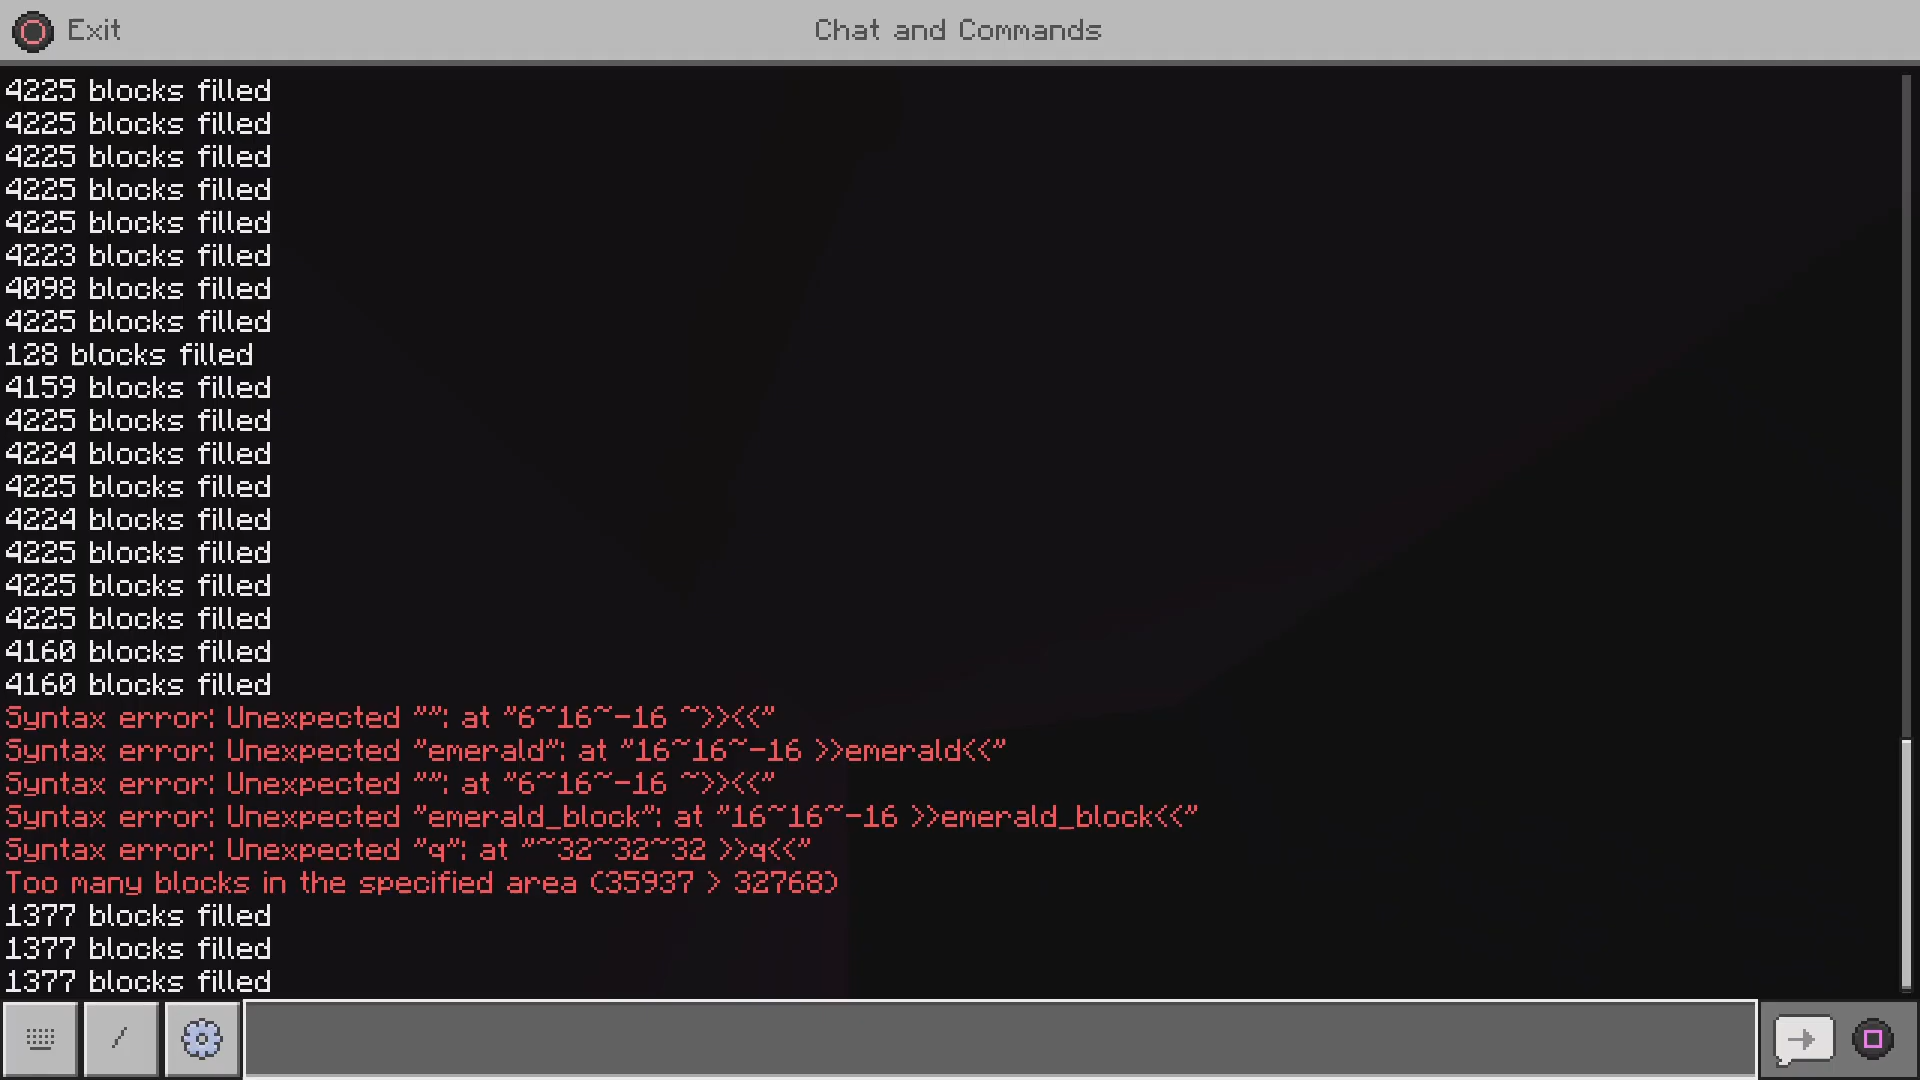 Exit
Chat and Commands
4225 blocks filled
4225 blocks filled
4225 blocks filled
4225 blocks filled
4225 blocks filled
4223 blocks filled
4098 blocks filled
4225 blocks filled
128 blocks filled
4159 blocks filled
4225 blocks filled
4224 blocks filled
4225 blocks filled
4224 blocks filled
4225 blocks filled
4225 blocks filled
4225 blocks filled
4160 blocks filled
4160 blocks filled
Syntax error: Unexpected "": at "6~16~-16 ~>><<"
Syntax error: Unexpected "emerald": at "16~16~-16 >>emerald<<"
Syntax error: Unexpected "": at "6~16~-16 ~>><<"
Syntax error: Unexpected "emerald_block": at "16~16~-16 >>emerald_block<<"
Syntax error: Unexpected "q": at "~32~32~32 >>q<<"
Too many blocks in the specified area (35937 > 32768)
1377 blocks filled
1377 blocks filled
1377 blocks filled
/